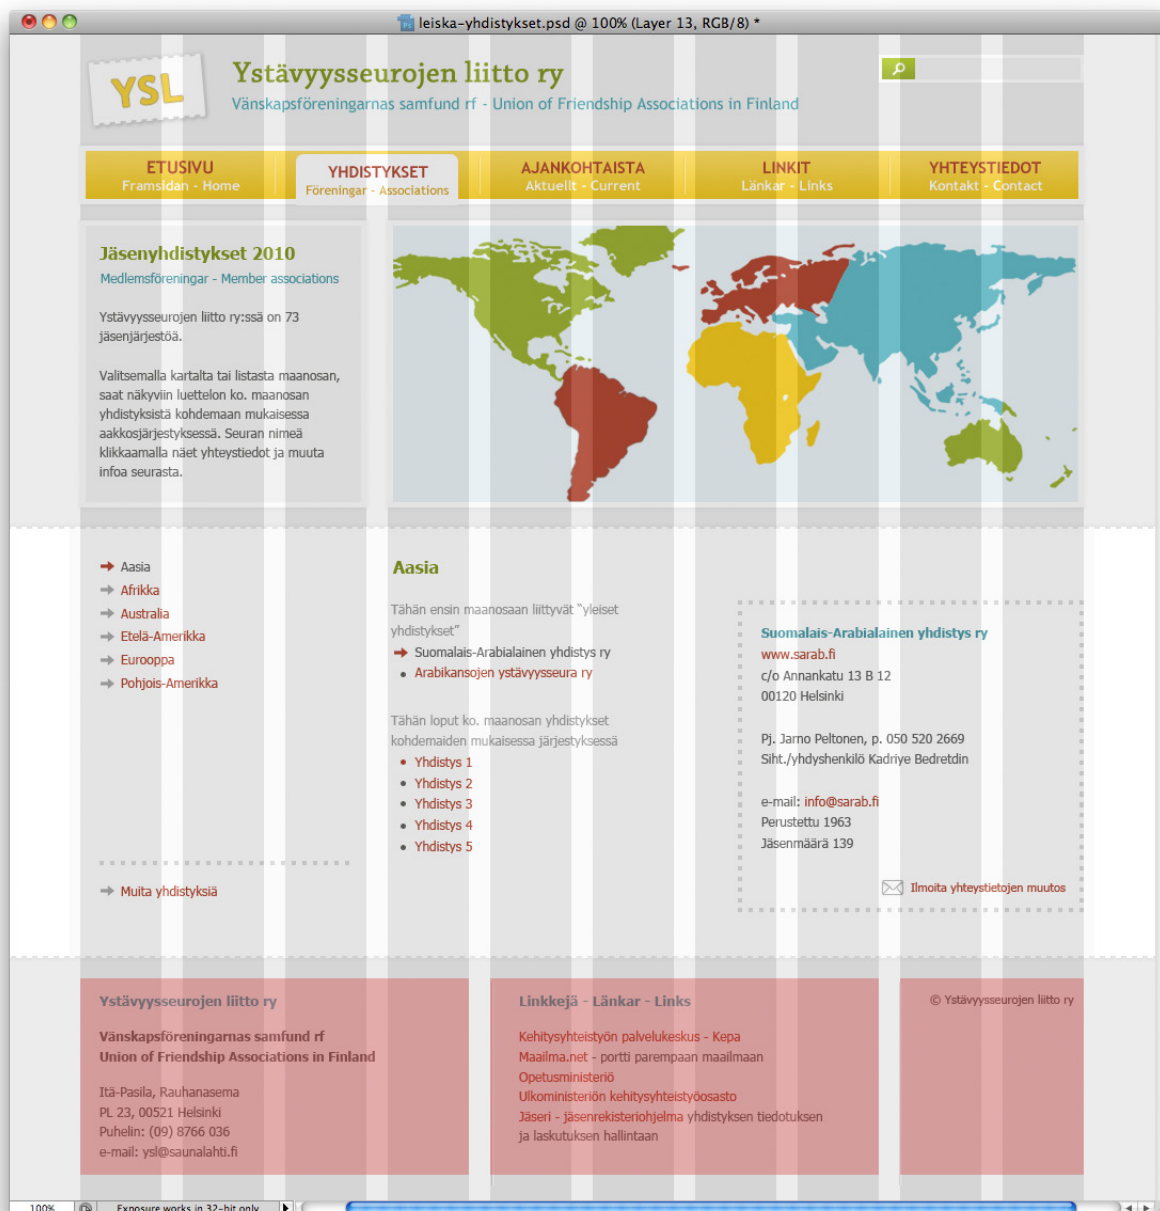 leiska-yhdistykset.psd @ 100% (Layer 13, RGB/8) *
YSL
Ystävyysseurojen liitto ry
Vänskapsföreningarnas samfund rf - Union of Friendship Associations in Finland
ETUSIVU
Framsidan - Home
YHDISTYKSET
Föreningar - Associations
AJANKOHTAISTA
Aktuellt - Current
LINKIT
Länkar - Links
YHTEYSTIEDOT
Kontakt - Contact
Jäsenyhdistykset 2010
Medlemsföreningar - Member associations
Ystävyysseurojen liitto ry:ssä on 73
jäsenjärjestöä.
Valitsemalla kartalta tai listasta maanosan,
saat näkyviin luettelon ko. maanosan
yhdistyksistä kohdemaan mukaisessa
aakkosjärjestyksessä. Seuran nimeä
klikkaamalla näet yhteystiedot ja muuta
infoa seurasta.
Aasia
Afrikka
Australia
Etelä-Amerikka
Eurooppa
Pohjois-Amerikka
Muita yhdistyksiä
Aasia
Tähän ensin maanosaan liittyvät "yleiset
yhdistykset"
Suomalais-Arabialainen yhdistys ry
Arabikansojen ystävyysseura ry
Tähän loput ko. maanosan yhdistykset
kohdemaiden mukaisessa järjestyksessä
Yhdistys 1
Yhdistys 2
Yhdistys 3
Yhdistys 4
Yhdistys 5
Suomalais-Arabialainen yhdistys ry
www.sarab.fi
c/o Annankatu 13 B 12
00120 Helsinki
Pj. Jarno Peltonen, p. 050 520 2669
Siht./yhdyshenkilö Kadriye Bedretdin
e-mail: info@sarab.fi
Perustettu 1963
Jäsenmäärä 139
Ilmoita yhteystietojen muutos
Ystävyysseurojen liitto ry
Vänskapsföreningarnas samfund rf
Union of Friendship Associations in Finland
Itä-Pasila, Rauhanasema
PL 23, 00521 Helsinki
Puhelin: (09) 8766 036
e-mail: ysl@saunalahti.fi
Linkkejä - Länkar - Links
Kehitysyhteistyön palvelukeskus - Kepa
Maailma.net - portti parempaan maailmaan
Opetusministeriö
Ulkoministeriön kehitysyhteistyöosasto
Jäseri - jäsenrekisteriohjelma yhdistyksen tiedotuksen
ja laskutuksen hallintaan
© Ystävyysseurojen liitto ry
100%
Exposure works in 32-bit only